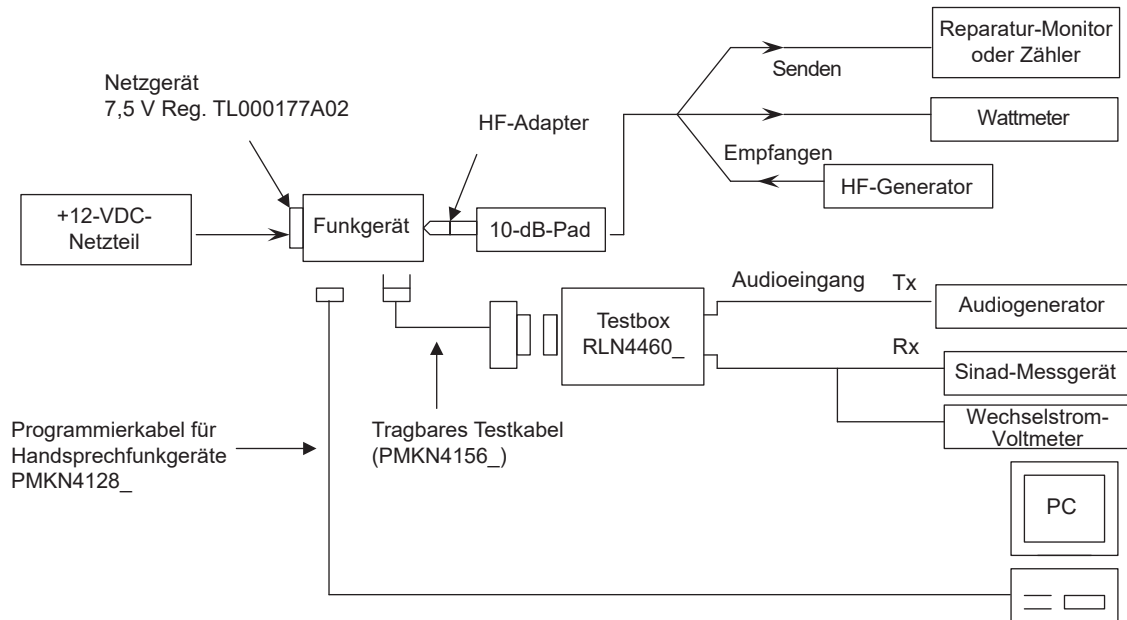 Netzgerät
7,5 V Reg. TL000177A02
HF-Adapter
Senden
Reparatur-Monitor
oder Zähler
Wattmeter
Empfangen
HF-Generator
+12-VDC-
Netzteil
Funkgerät
10-dB-Pad
Testbox
RLN4460_
Audioeingang
Tx
Audiogenerator
Rx
Sinad-Messgerät
Wechselstrom-
Voltmeter
Programmierkabel für
Handsprechfunkgeräte
PMKN4128_
Tragbares Testkabel
(PMKN4156_)
PC